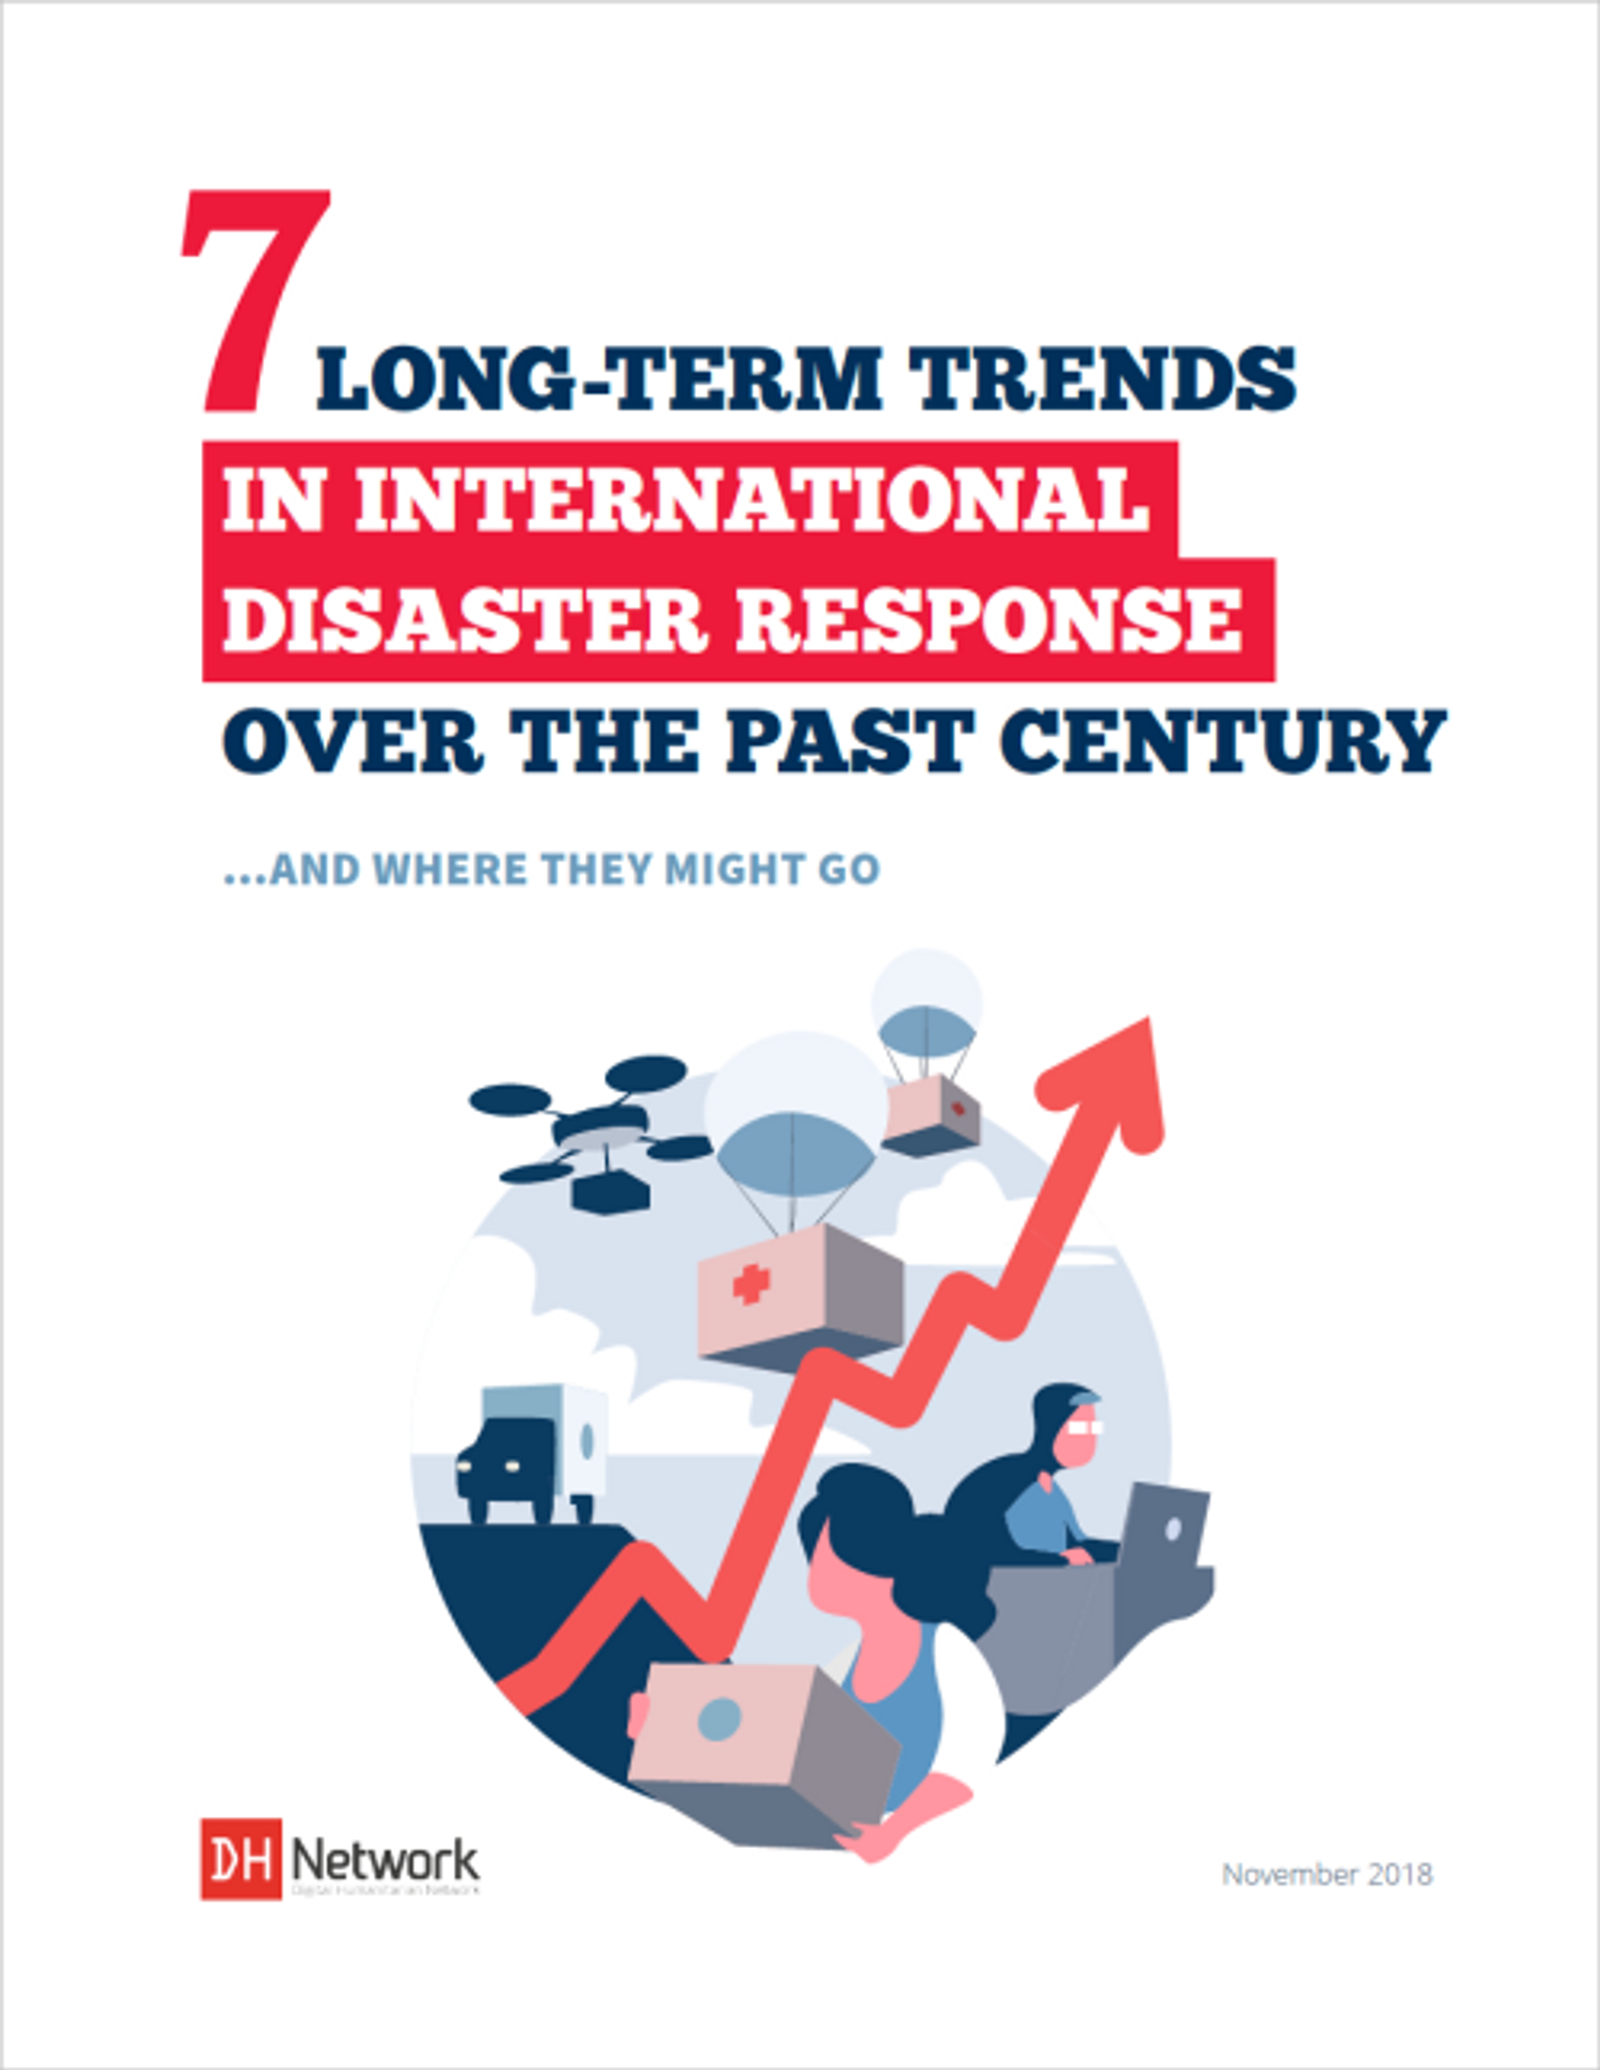 7 LONG-TERM TRENDS
IN INTERNATIONAL
DISASTER RESPONSE
OVER THE PAST CENTURY
...AND WHERE THEY MIGHT GO
DH Network
Digital Humanitarian Network
November 2018